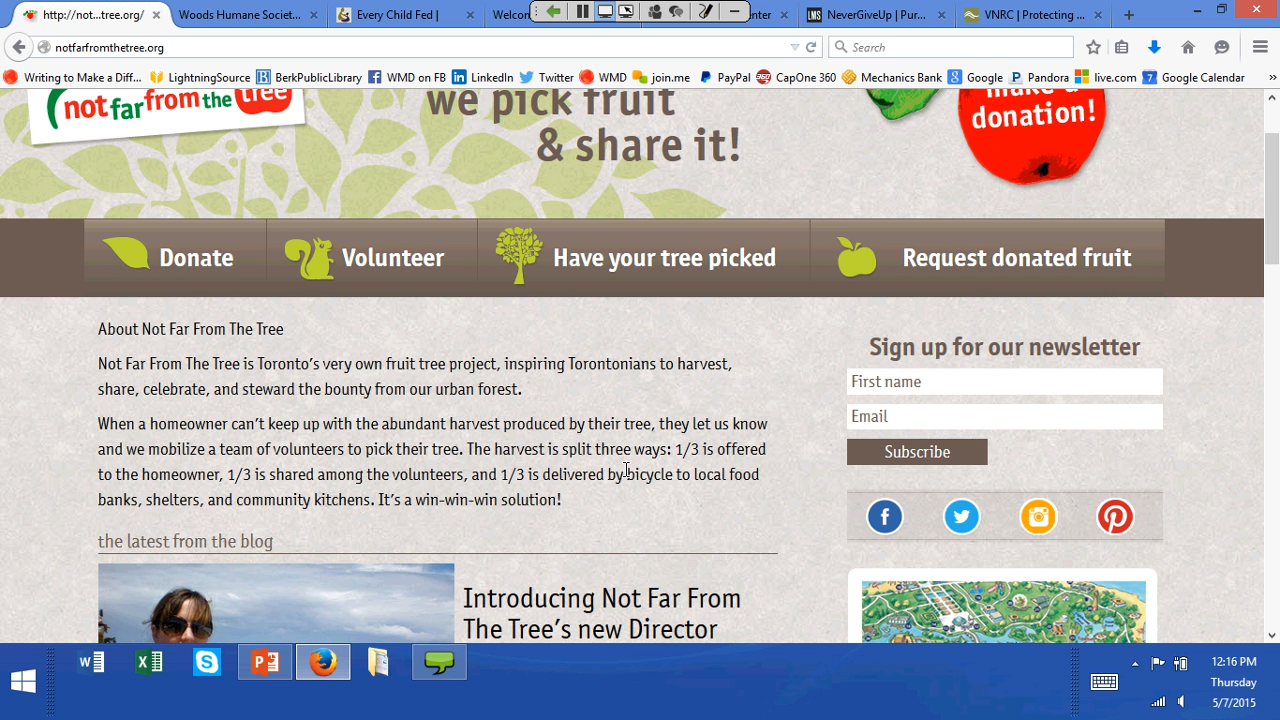 http://not...tree.org/
Woods Humane Societ...
Every Child Fed |
Welcon
enter
LMS
NeverGiveUp | Pur...
VNRC | Protecting ...
notfarfromthetree.org
Search
Writing to Make a Diff...
LightningSource
BerkPublicLibrary
WMD on FB
LinkedIn
Twitter
WMD
join.me
PayPal
CapOne 360
Mechanics Bank
Google
Pandora
live.com
Google Calendar
not far from the tree
we pick fruit
& share it!
make a
donation!
Donate
Volunteer
Have your tree picked
Request donated fruit
About Not Far From The Tree
Not Far From The Tree is Toronto’s very own fruit tree project, inspiring Torontonians to harvest,
share, celebrate, and steward the bounty from our urban forest.
When a homeowner can’t keep up with the abundant harvest produced by their tree, they let us know
and we mobilize a team of volunteers to pick their tree. The harvest is split three ways: 1/3 is offered
to the homeowner, 1/3 is shared among the volunteers, and 1/3 is delivered by bicycle to local food
banks, shelters, and community kitchens. It’s a win-win-win solution!
the latest from the blog
Introducing Not Far From
The Tree’s new Director
Sign up for our newsletter
First name
Email
Subscribe
12:16 PM
Thursday
5/7/2015